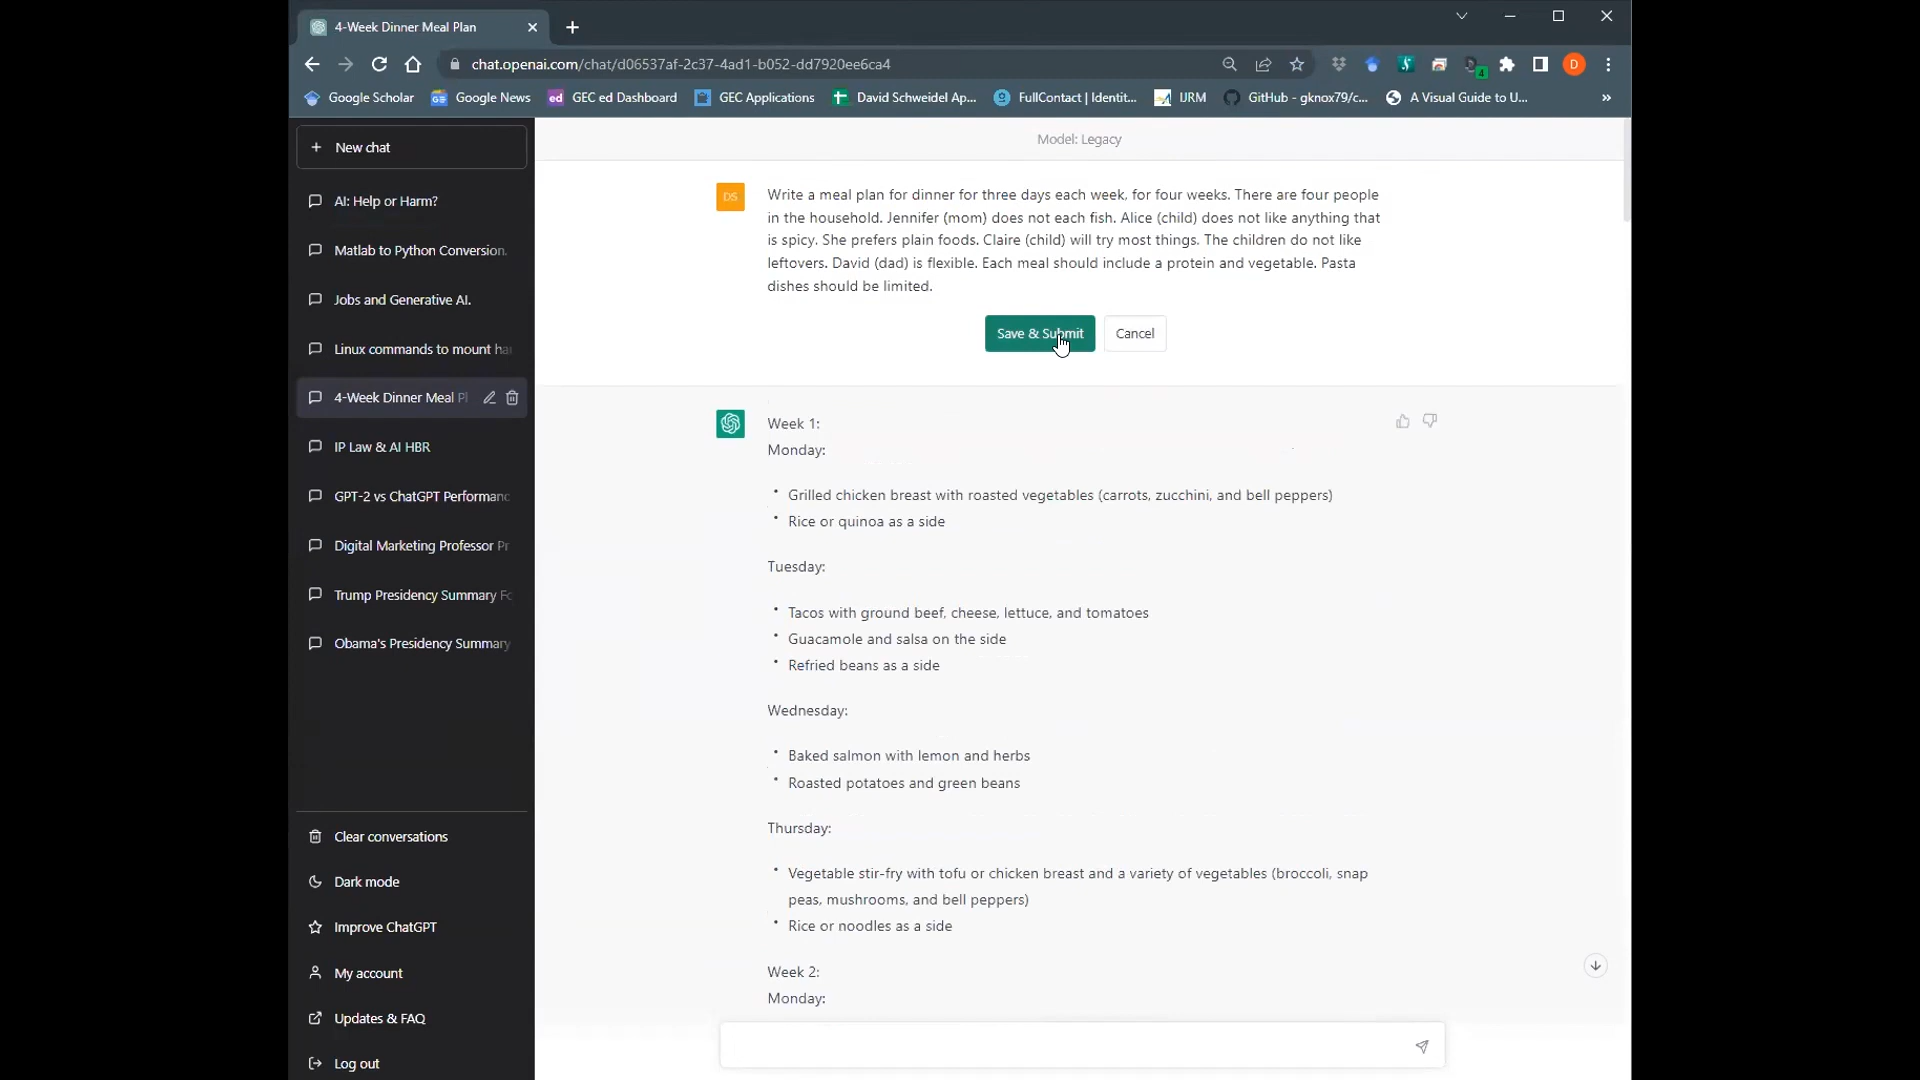 4-Week Dinner Meal Plan
chat.openai.com/chat/d06537af-2c37-4ad1-b052-dd7920ee6ca4
4
D
Google Scholar
Google News
ed
GEC ed Dashboard
GEC Applications
David Schweidel Ap...
FullContact | Identit...
IJRM
GitHub - gknox79/c...
A Visual Guide to U...
»
New chat
AI: Help or Harm?
Matlab to Python Conversion.
Jobs and Generative AI.
Linux commands to mount ha
4-Week Dinner Meal Pl
IP Law & AI HBR
GPT-2 vs ChatGPT Performanc
Digital Marketing Professor Pr
Trump Presidency Summary Fo
Obama's Presidency Summary
Clear conversations
Dark mode
Improve ChatGPT
My account
Updates & FAQ
Log out
Model: Legacy
DS
Write a meal plan for dinner for three days each week, for four weeks. There are four people
in the household. Jennifer (mom) does not each fish. Alice (child) does not like anything that
is spicy. She prefers plain foods. Claire (child) will try most things. The children do not like
leftovers. David (dad) is flexible. Each meal should include a protein and vegetable. Pasta
dishes should be limited.
Save & Submit
Cancel
Week 1:
Monday:
• Grilled chicken breast with roasted vegetables (carrots, zucchini, and bell peppers)
• Rice or quinoa as a side
Tuesday:
• Tacos with ground beef, cheese, lettuce, and tomatoes
• Guacamole and salsa on the side
• Refried beans as a side
Wednesday:
• Baked salmon with lemon and herbs
• Roasted potatoes and green beans
Thursday:
• Vegetable stir-fry with tofu or chicken breast and a variety of vegetables (broccoli, snap
peas, mushrooms, and bell peppers)
• Rice or noodles as a side
Week 2:
Monday: